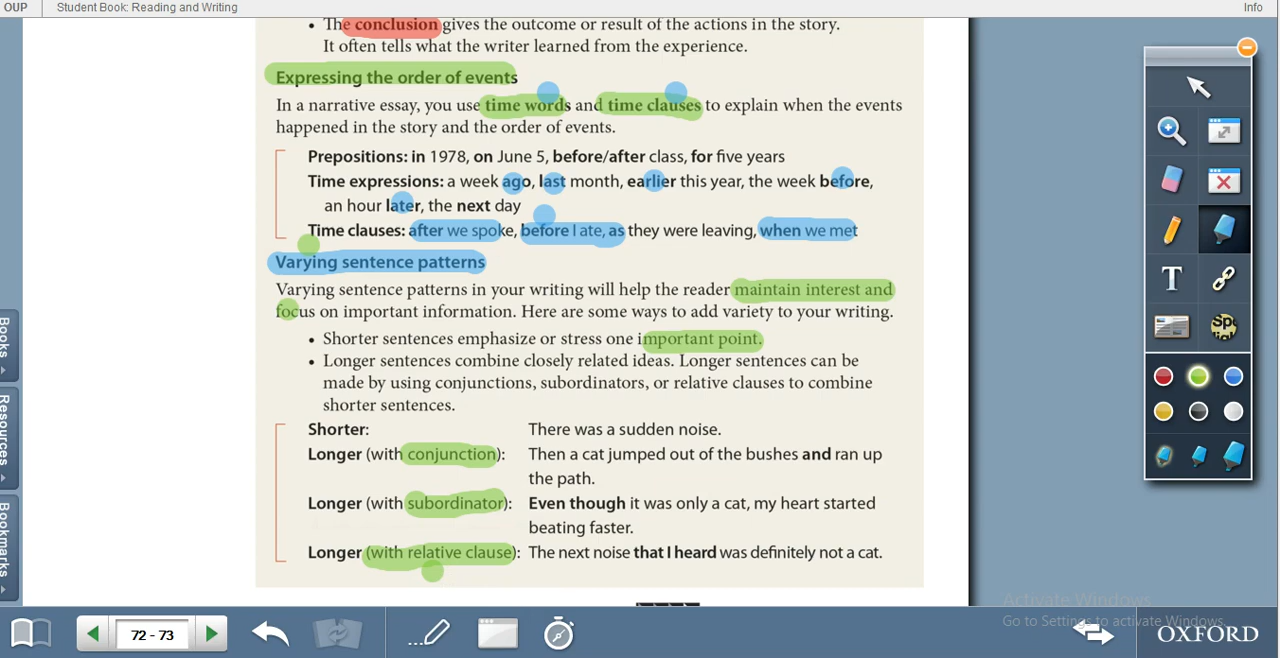 OUP Student Book: Reading and Writing Info
• The conclusion gives the outcome or result of the actions in the story.
It often tells what the writer learned from the experience.
Expressing the order of events
In a narrative essay, you use time words and time clauses to explain when the events
happened in the story and the order of events.
Prepositions: in 1978, on June 5, before/after class, for five years
Time expressions: a week ago, last month, earlier this year, the week before,
an hour later, the next day
Time clauses: after we spoke, before I ate, as they were leaving, when we met
Varying sentence patterns
Varying sentence patterns in your writing will help the reader maintain interest and
focus on important information. Here are some ways to add variety to your writing.
• Shorter sentences emphasize or stress one important point.
• Longer sentences combine closely related ideas. Longer sentences can be
made by using conjunctions, subordinators, or relative clauses to combine
shorter sentences.
Shorter: There was a sudden noise.
Longer (with conjunction): Then a cat jumped out of the bushes and ran up
the path.
Longer (with subordinator): Even though it was only a cat, my heart started
beating faster.
Longer (with relative clause): The next noise that I heard was definitely not a cat.
Books
Resources
Bookmarks
T
Activate Windows
Go to Settings to activate Windows.
72 - 73
OXFORD